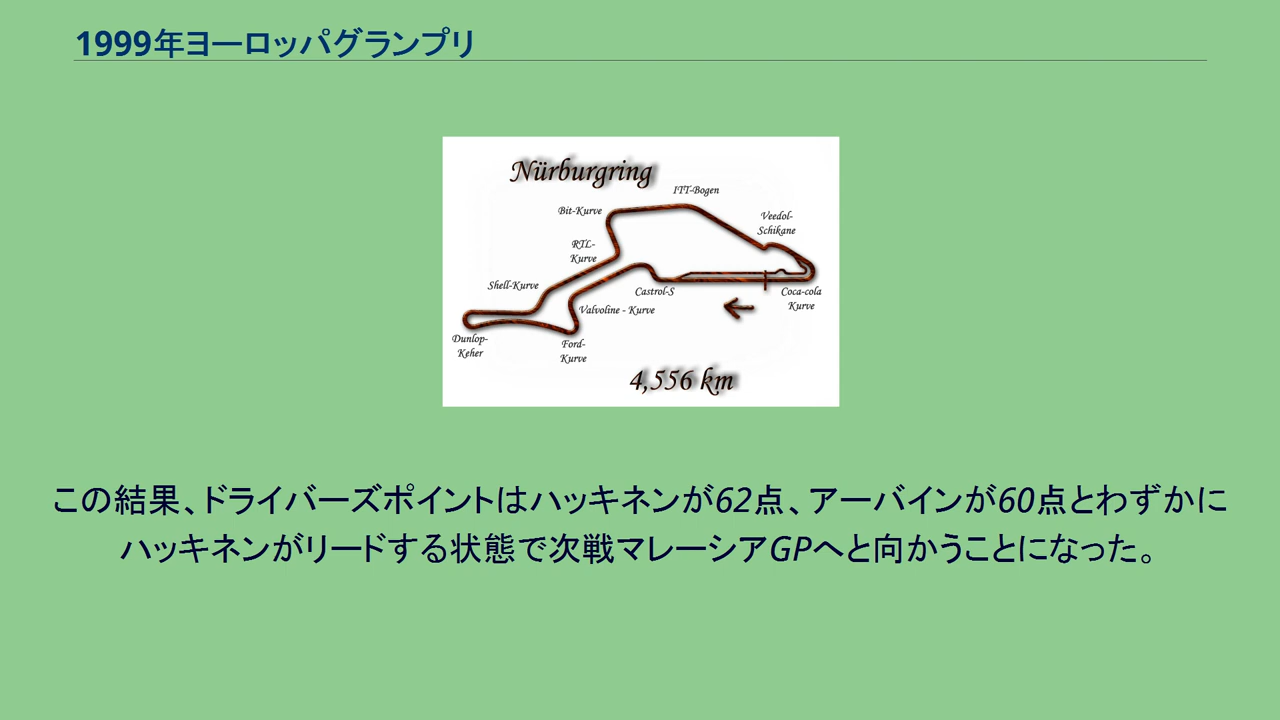 1999年ヨーロッパグランプリ
Nürburgring
ITT-Bogen
Bit-Kurve
Veedol-
Schikane
RTL-
Kurve
Shell-Kurve
Castrol-S
Coca-cola
Kurve
Valvoline - Kurve
Dunlop-
Keher
Ford-
Kurve
4,556 km
この結果、ドライバーズポイントはハッキネンが62点、アーバインが60点とわずかに
ハッキネンがリードする状態で次戦マレーシアGPへと向かうことになった。